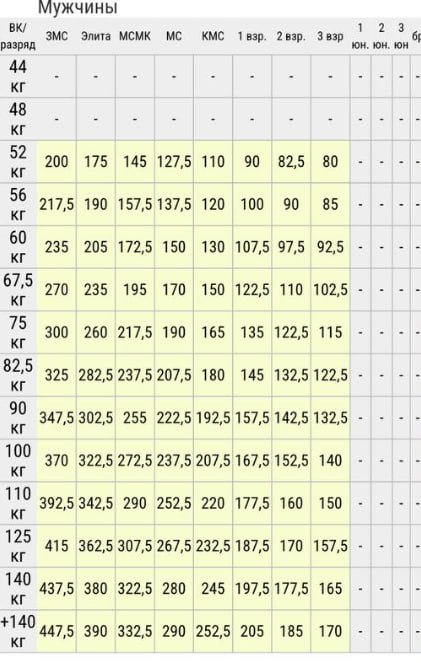 Мужчины
ВК/ разряд ЗМС Элита МСМК МС КМС 1 взр. 2 взр. 3 взр 1 юн. 2 юн. 3 юн
44 кг - - - - - - - - - - - -
48 кг - - - - - - - - - - - -
52 кг 200 175 145 127,5 110 90 82,5 80 - - - -
56 кг 217,5 190 157,5 137,5 120 100 90 85 - - - -
60 кг 235 205 172,5 150 130 107,5 97,5 92,5 - - - -
67,5 кг 270 235 195 170 150 122,5 110 102,5 - - - -
75 кг 300 260 217,5 190 165 135 122,5 115 - - - -
82,5 кг 325 282,5 237,5 207,5 180 145 132,5 122,5 - - - -
90 кг 347,5 302,5 255 222,5 192,5 157,5 142,5 132,5 - - - -
100 кг 370 322,5 272,5 237,5 207,5 167,5 152,5 140 - - - -
110 кг 392,5 342,5 290 252,5 220 177,5 160 150 - - - -
125 кг 415 362,5 307,5 267,5 232,5 187,5 170 157,5 - - - -
140 кг 437,5 380 322,5 280 245 197,5 177,5 165 - - - -
+140 кг 447,5 390 332,5 290 252,5 205 185 170 - - - -